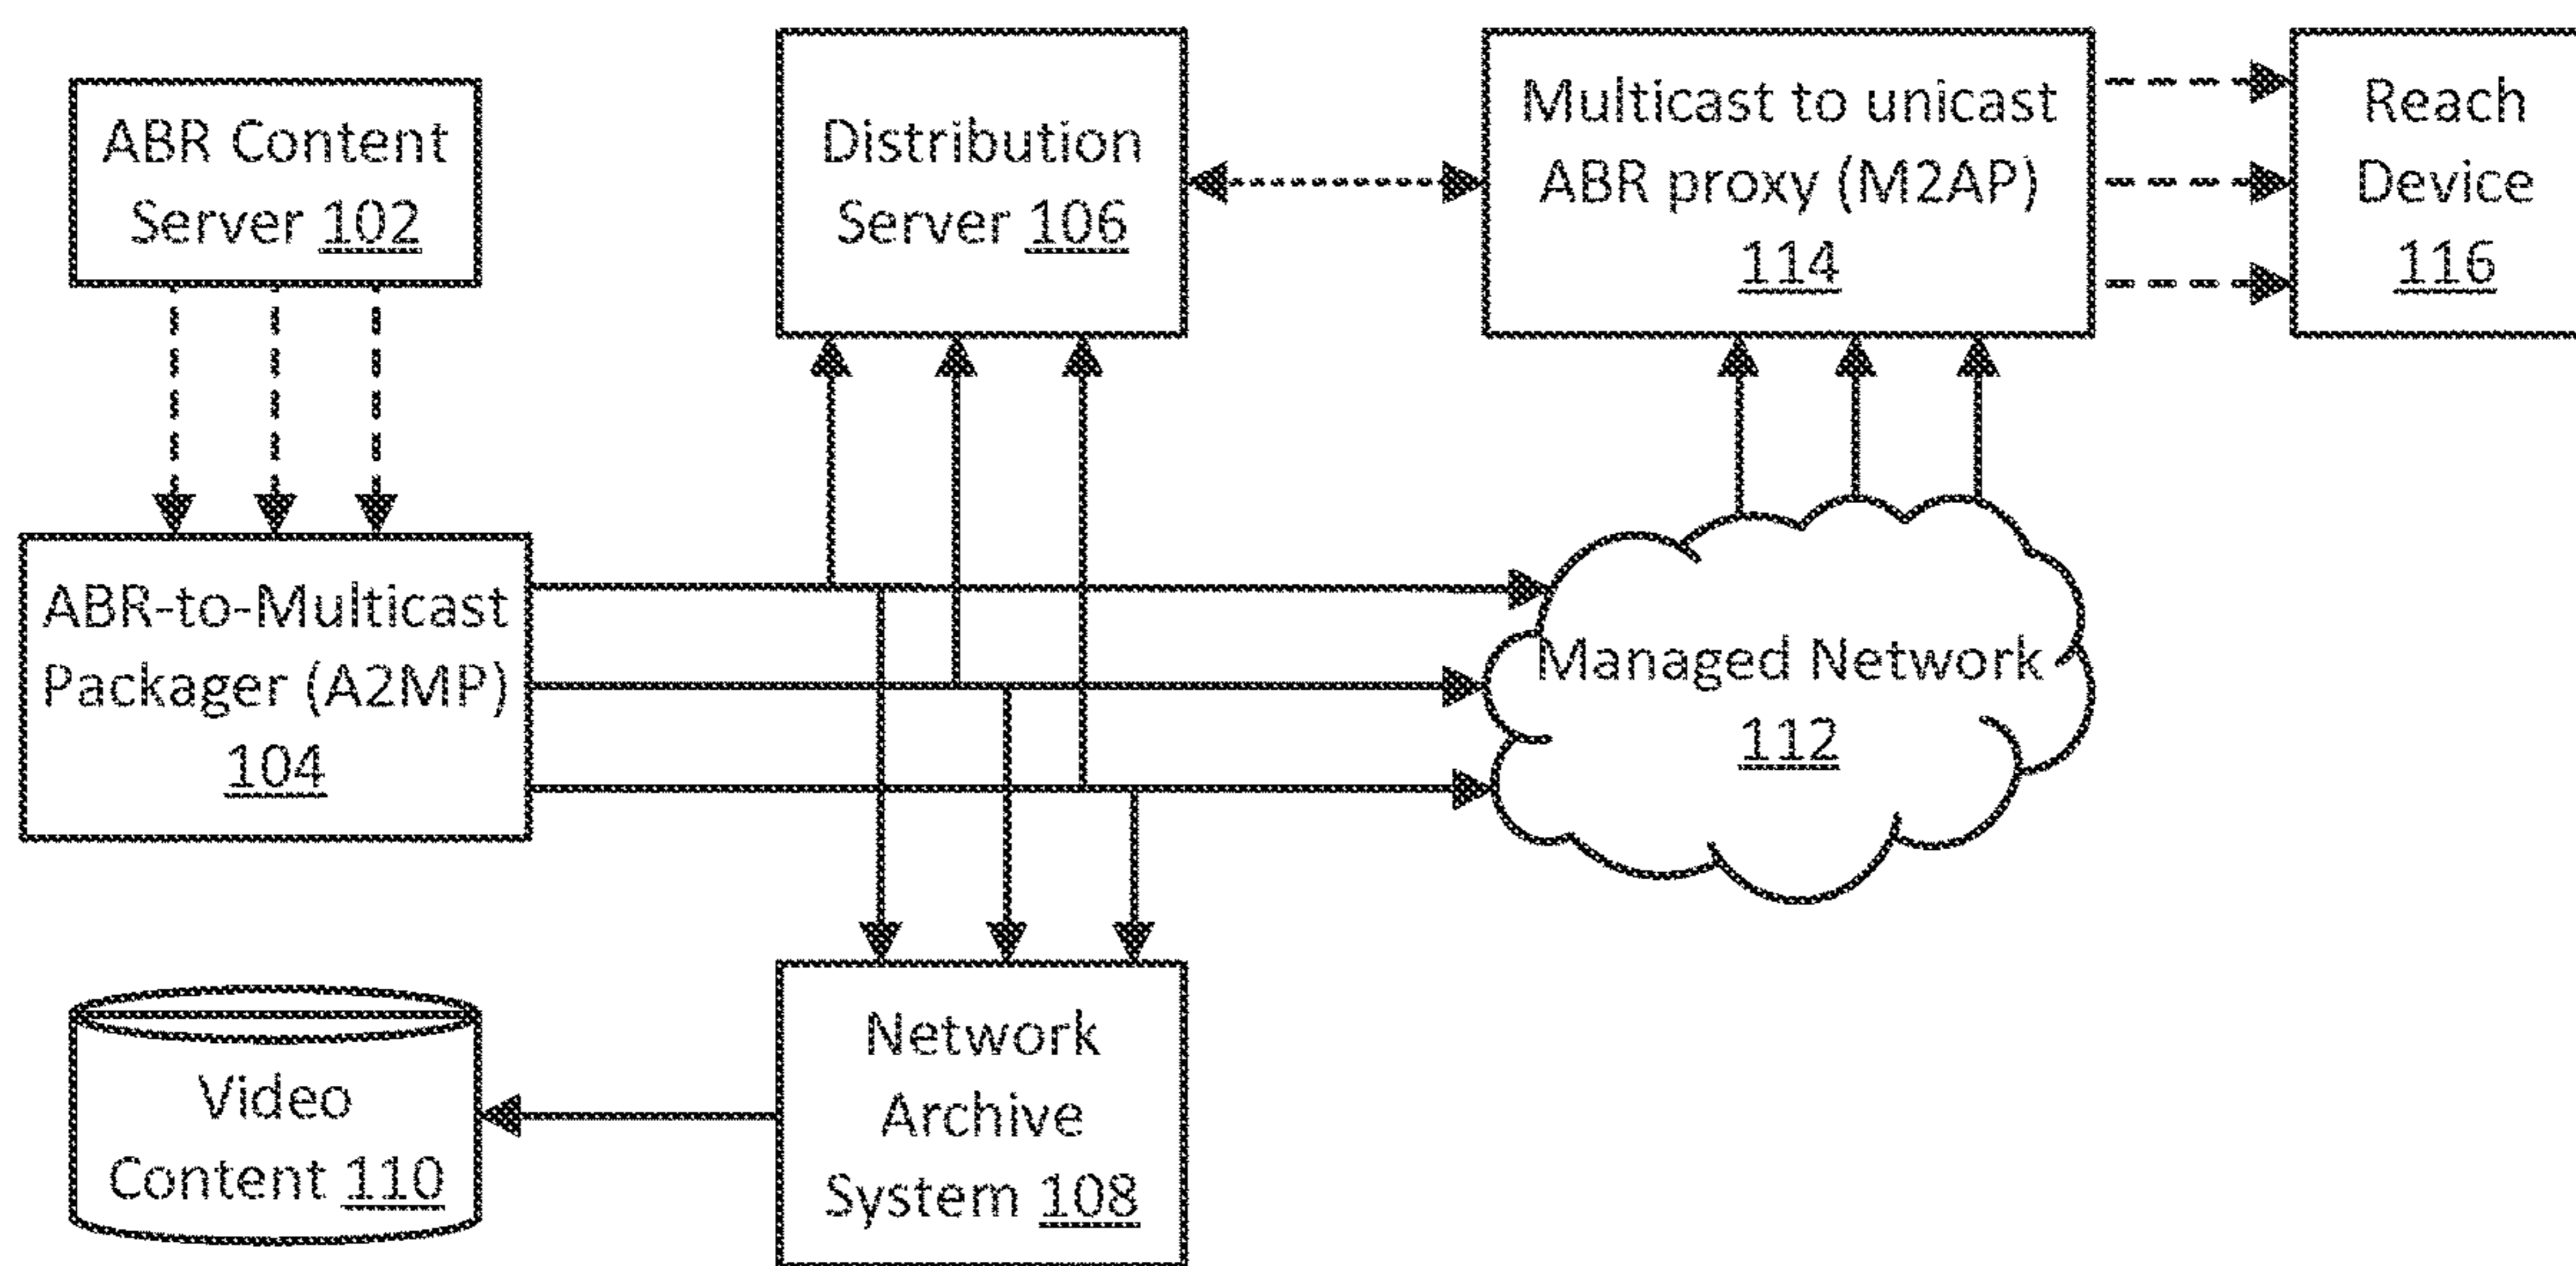 ABR Content
Server 102
Distribution
Server 106
Multicast to unicast
ABR proxy (M2AP)
114
Reach
Device
116
ABR-to-Multicast
Packager (A2MP)
104
Managed Network
112
Video
Content 110
Network
Archive
System 108